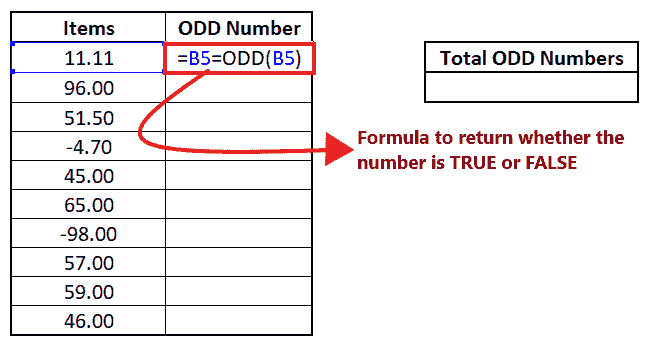 Items ODD Number
11.11 =B5=ODD(B5)
96.00
51.50
-4.70
45.00
65.00
-98.00
57.00
59.00
46.00
Total ODD Numbers
Formula to return whether the
number is TRUE or FALSE